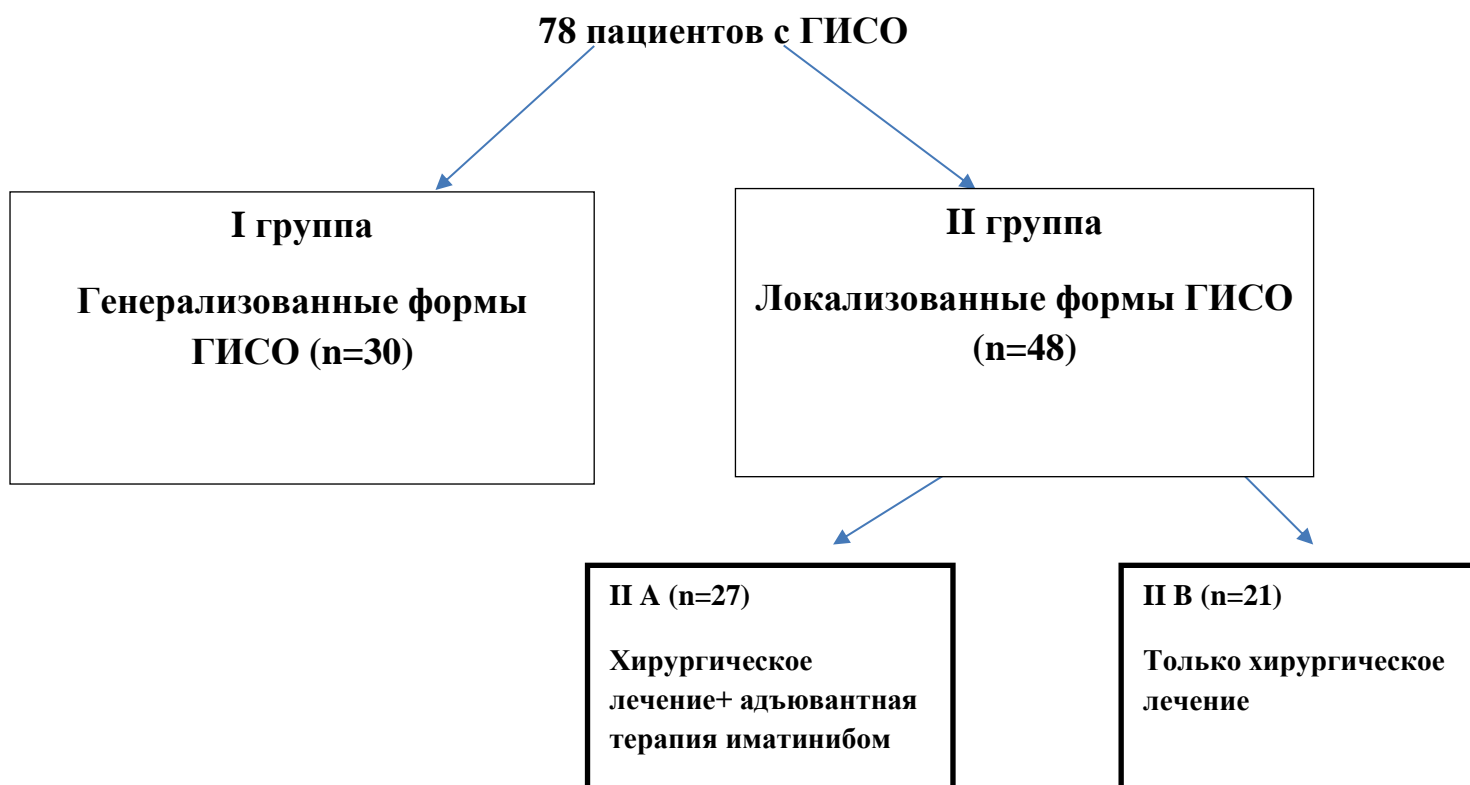 78 пациентов с ГИСО
I группа
Генерализованные формы
ГИСО (n=30)
II группа
Локализованные формы ГИСО
(n=48)
II A (n=27)
Хирургическое
лечение+ адъювантная
терапия иматинибом
II B (n=21)
Только хирургическое
лечение